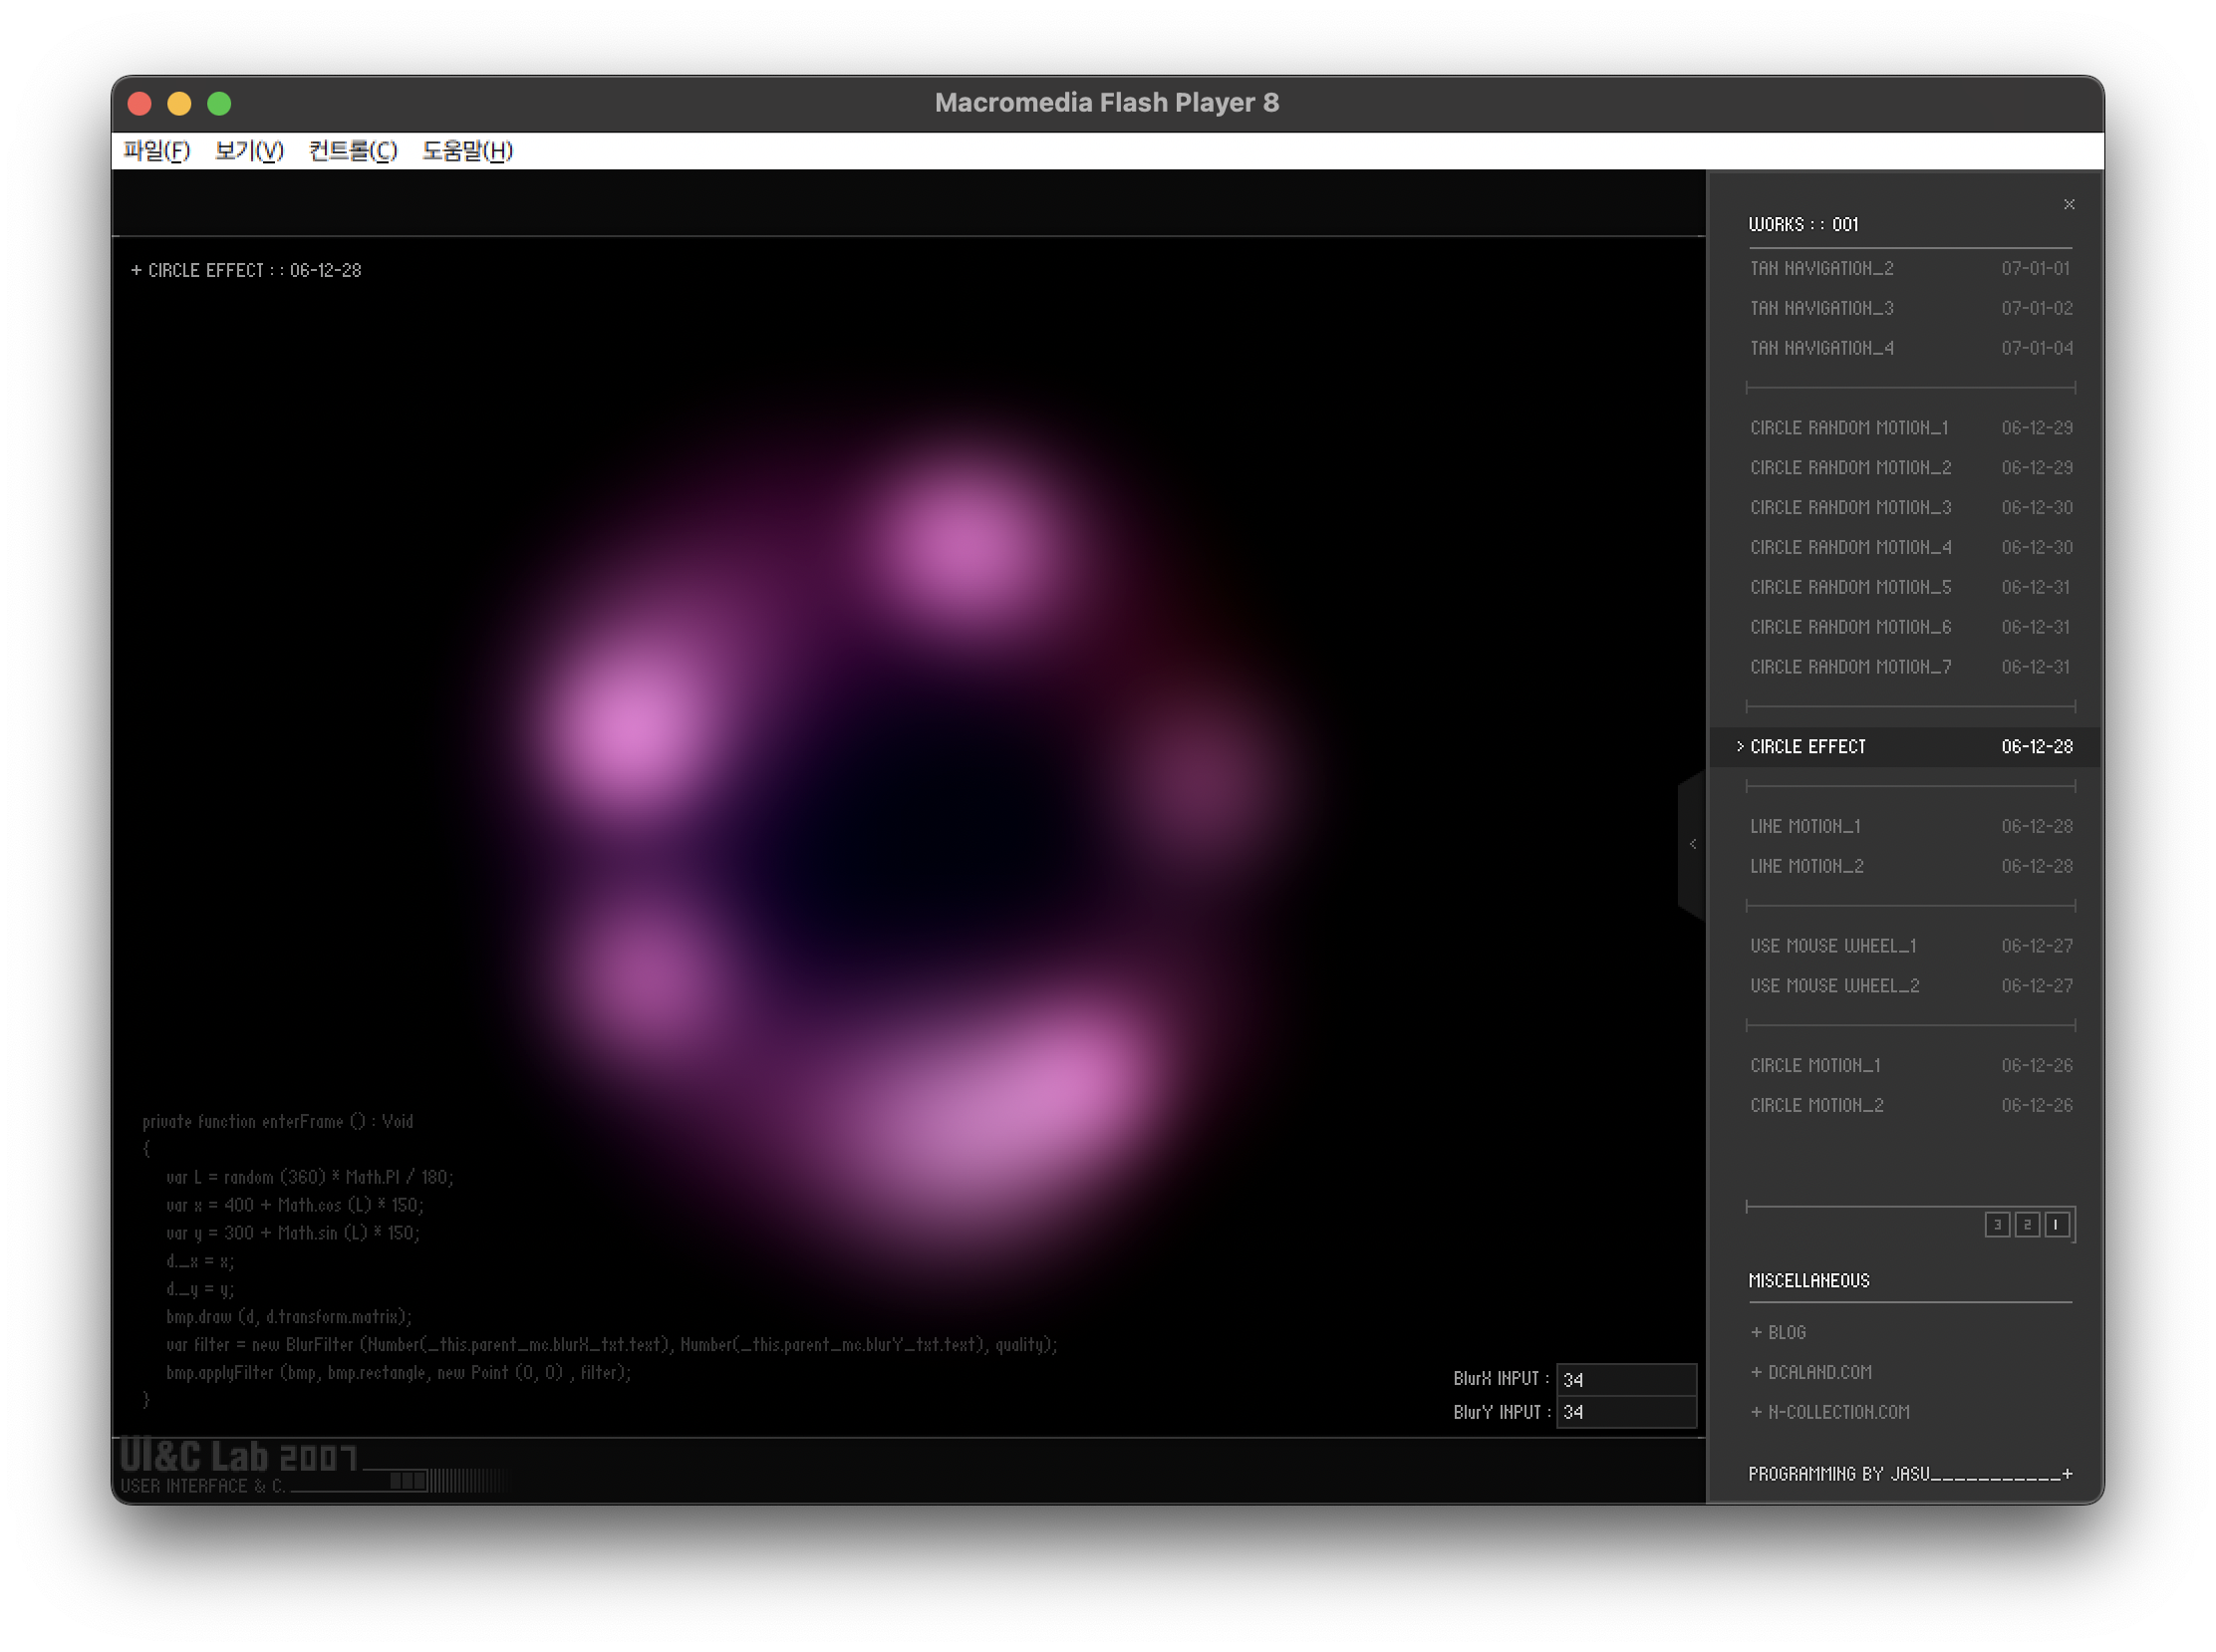 Macromedia Flash Player 8
파일(F) 보기(V) 컨트롤(C) 도움말(H)
+ CIRCLE EFFECT :: 06-12-28
private function enterFrame () : Void
{
var L = random (360) * Math.PI / 180;
var x = 400 + Math.cos (L) * 150;
var y = 300 + Math.sin (L) * 150;
d._x = x;
d._y = y;
bmp.draw (d, d.transform.matrix);
var filter = new BlurFilter (Number(_this.parent_mc.blurX_txt.text), Number(_this.parent_mc.blurY_txt.text), quality);
bmp.applyFilter (bmp, bmp.rectangle, new Point (0, 0) , filter);
}
BlurX INPUT : 34
BlurY INPUT : 34
UI&C Lab 2007
USER INTERFACE & C.
×
WORKS :: 001
TAN NAVIGATION_2 07-01-01
TAN NAVIGATION_3 07-01-02
TAN NAVIGATION_4 07-01-04
CIRCLE RANDOM MOTION_1 06-12-29
CIRCLE RANDOM MOTION_2 06-12-29
CIRCLE RANDOM MOTION_3 06-12-30
CIRCLE RANDOM MOTION_4 06-12-30
CIRCLE RANDOM MOTION_5 06-12-31
CIRCLE RANDOM MOTION_6 06-12-31
CIRCLE RANDOM MOTION_7 06-12-31
> CIRCLE EFFECT 06-12-28
<
LINE MOTION_1 06-12-28
LINE MOTION_2 06-12-28
USE MOUSE WHEEL_1 06-12-27
USE MOUSE WHEEL_2 06-12-27
CIRCLE MOTION_1 06-12-26
CIRCLE MOTION_2 06-12-26
3 2 1
MISCELLANEOUS
+ BLOG
+ DCALAND.COM
+ N-COLLECTION.COM
PROGRAMMING BY JASU___________+